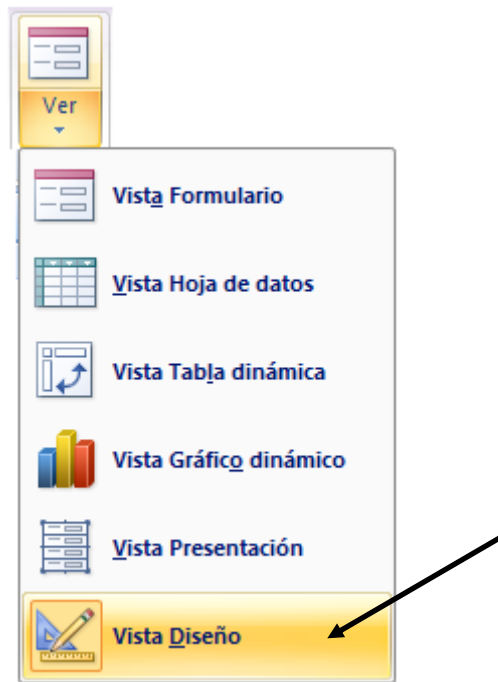 Ver
Vista Formulario
Vista Hoja de datos
Vista Tabla dinámica
Vista Gráfico dinámico
Vista Presentación
Vista Diseño